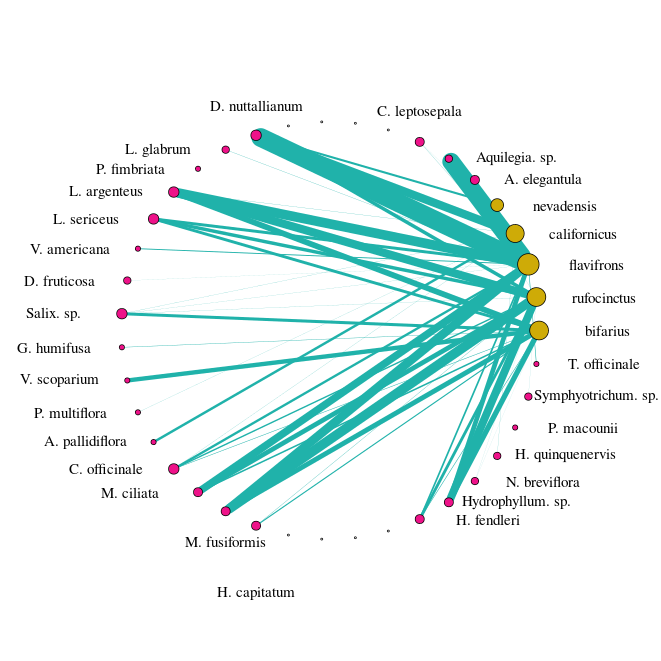 D. nuttallianum
C. leptosepala
L. glabrum
Aquilegia. sp.
P. fimbriata
A. elegantula
L. argenteus
nevadensis
L. sericeus
californicus
V. americana
flavifrons
D. fruticosa
rufocinctus
Salix. sp.
bifarius
G. humifusa
T. officinale
V. scoparium
Symphyotrichum. sp.
P. multiflora
P. macounii
A. pallidiflora
H. quinquenervis
C. officinale
N. breviflora
M. ciliata
Hydrophyllum. sp.
H. fendleri
M. fusiformis
H. capitatum